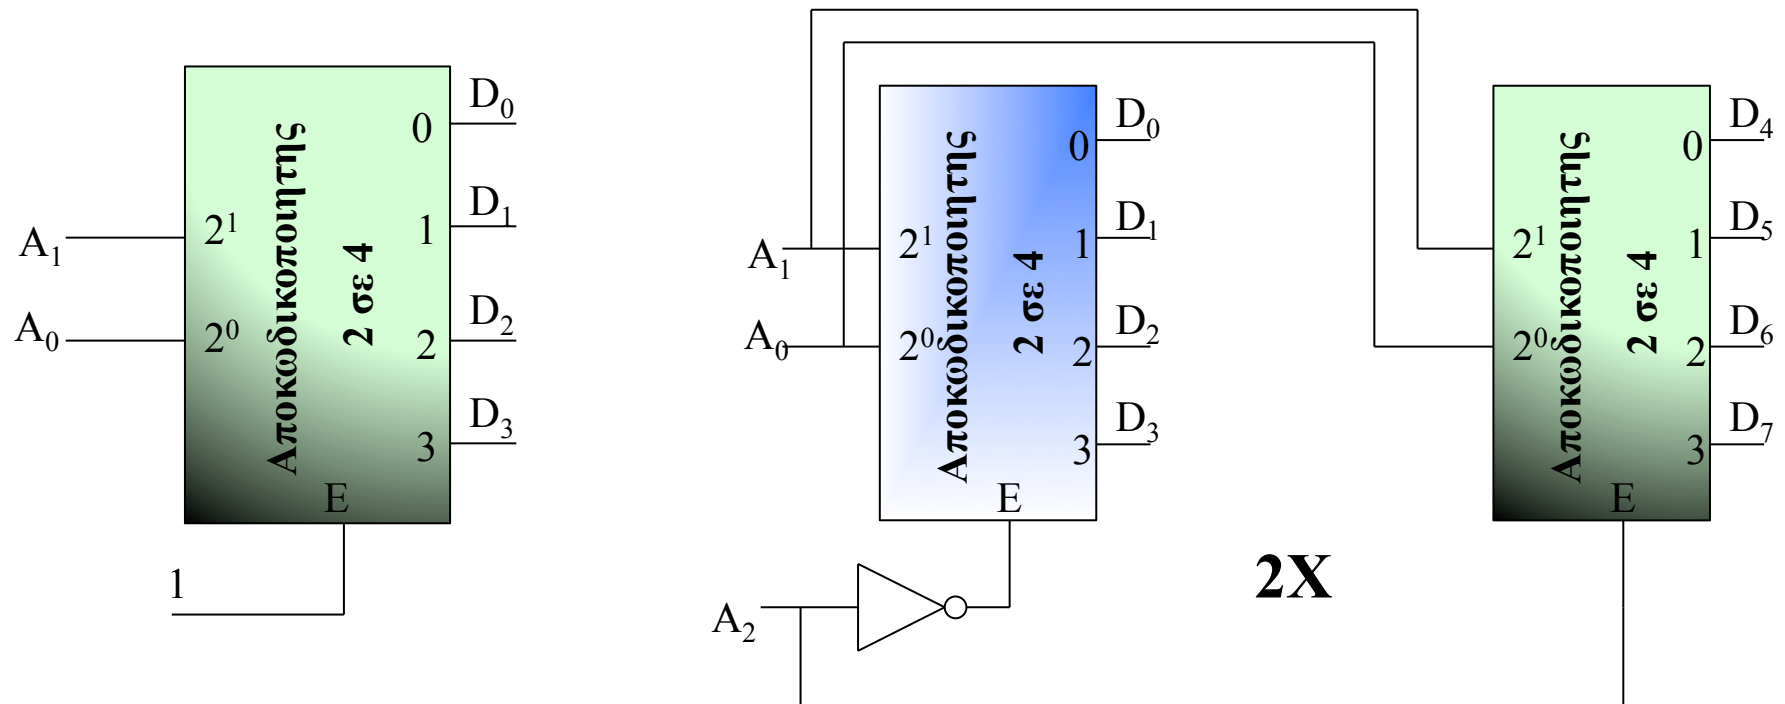 A₁
A₀
2¹
2⁰
Αποκωδικοποιητης
2 σε 4
0
1
2
3
E
D₀
D₁
D₂
D₃
1
A₁
A₀
2¹
2⁰
Αποκωδικοποιητης
2 σε 4
0
1
2
3
E
D₀
D₁
D₂
D₃
A₂
2X
2¹
2⁰
Αποκωδικοποιητης
2 σε 4
0
1
2
3
E
D₄
D₅
D₆
D₇